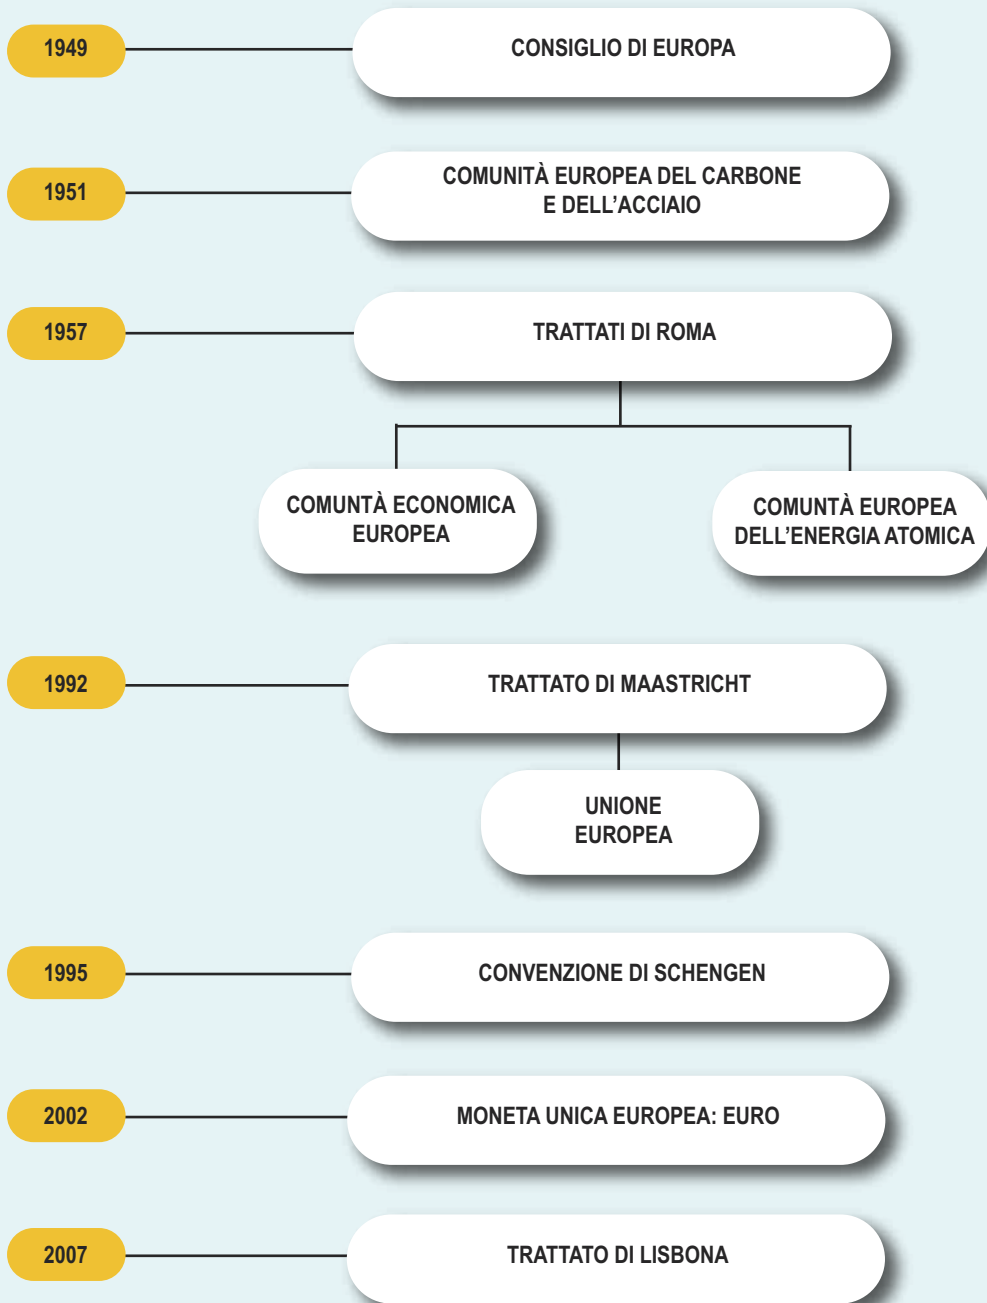 1949
CONSIGLIO DI EUROPA
1951
COMUNITÀ EUROPEA DEL CARBONE
E DELL'ACCIAIO
1957
TRATTATI DI ROMA
COMUNTÀ ECONOMICA
EUROPEA
COMUNTÀ EUROPEA
DELL'ENERGIA ATOMICA
1992
TRATTATO DI MAASTRICHT
UNIONE
EUROPEA
1995
CONVENZIONE DI SCHENGEN
2002
MONETA UNICA EUROPEA: EURO
2007
TRATTATO DI LISBONA